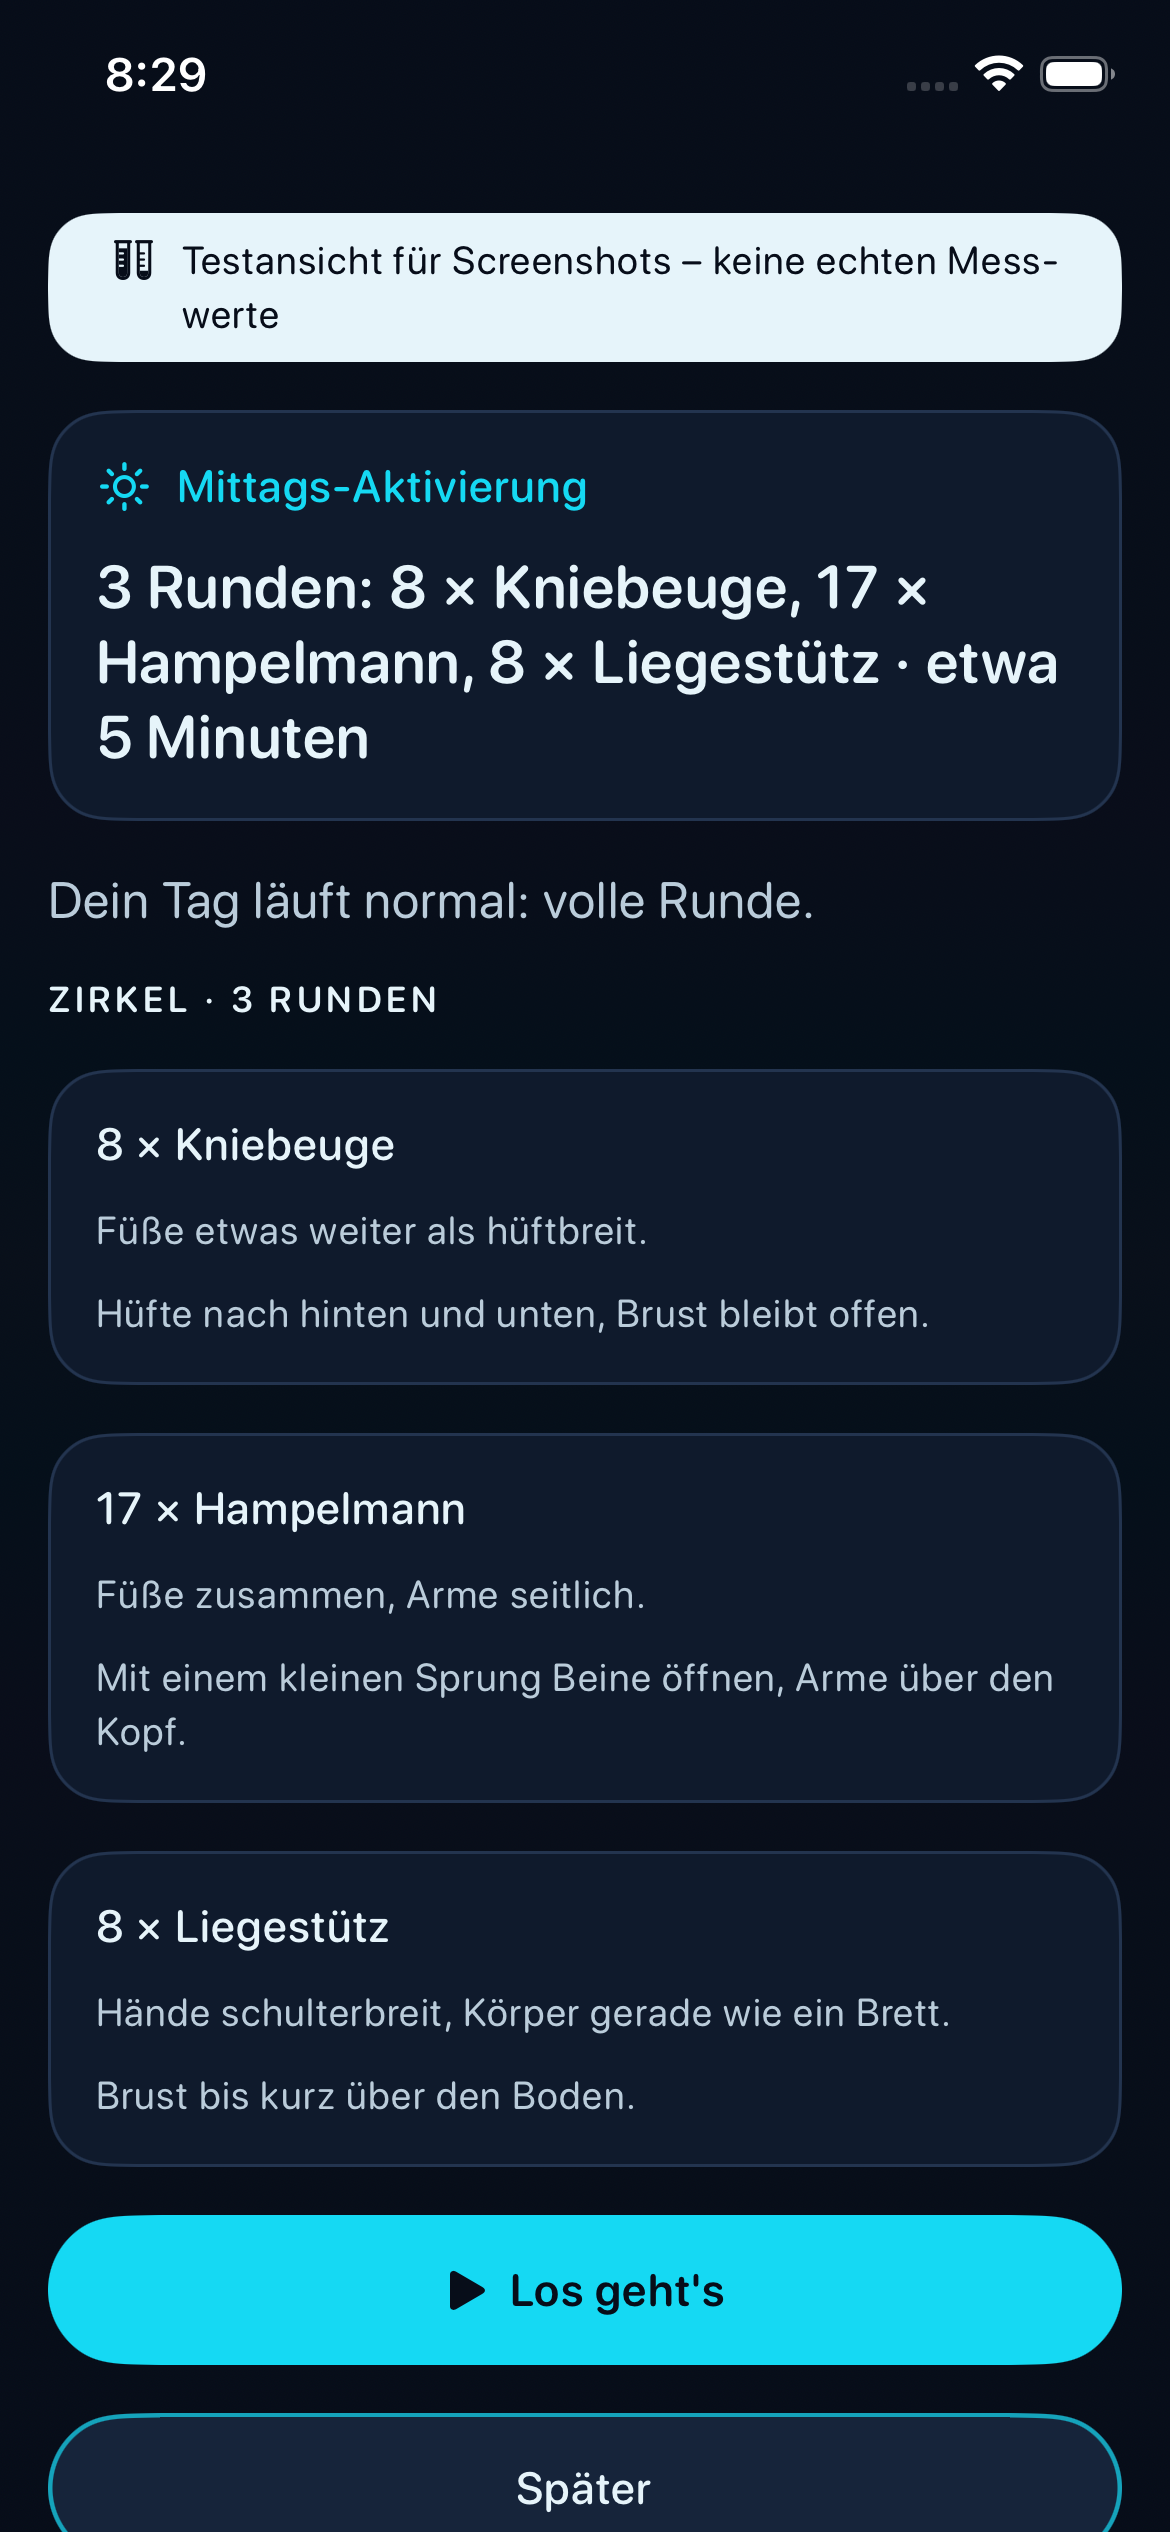 8:29
Testansicht für Screenshots – keine echten Mess-
werte
Mittags-Aktivierung
3 Runden: 8 × Kniebeuge, 17 ×
Hampelmann, 8 × Liegestütz · etwa
5 Minuten
Dein Tag läuft normal: volle Runde.
ZIRKEL · 3 RUNDEN
8 × Kniebeuge
Füße etwas weiter als hüftbreit.
Hüfte nach hinten und unten, Brust bleibt offen.
17 × Hampelmann
Füße zusammen, Arme seitlich.
Mit einem kleinen Sprung Beine öffnen, Arme über den
Kopf.
8 × Liegestütz
Hände schulterbreit, Körper gerade wie ein Brett.
Brust bis kurz über den Boden.
Los geht's
Später